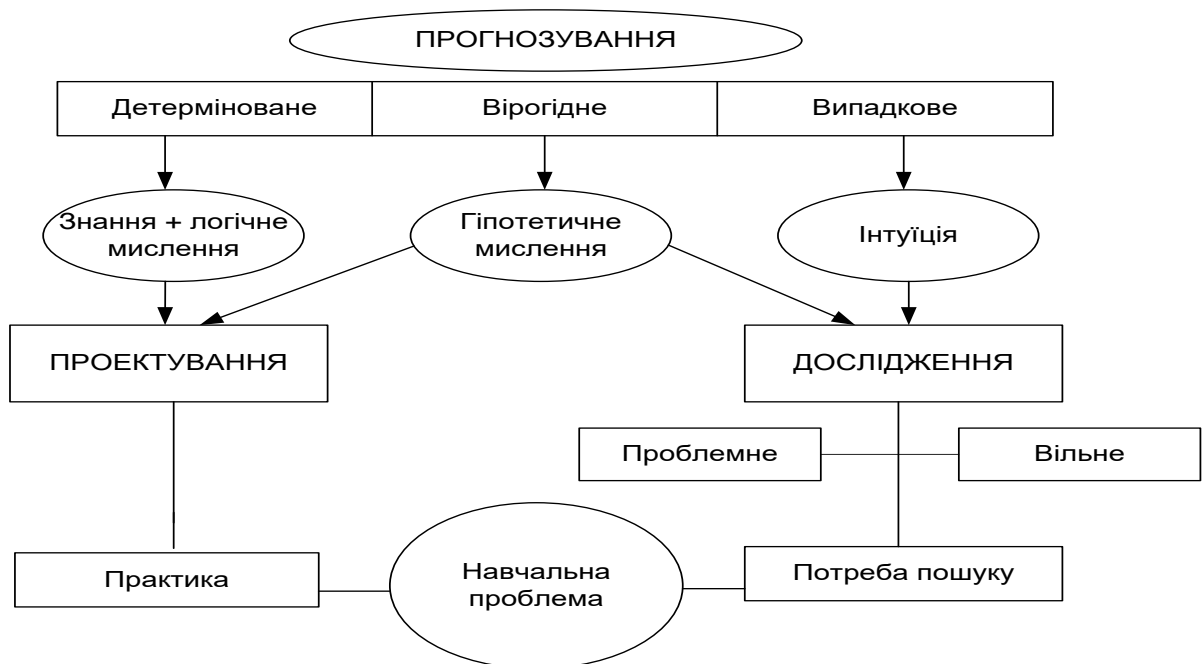 ПРОГНОЗУВАННЯ
Детерміноване
Вірогідне
Випадкове
Знання + логічне
мислення
Гіпотетичне
мислення
Інтуїція
ПРОЕКТУВАННЯ
ДОСЛІДЖЕННЯ
Проблемне
Вільне
Практика
Навчальна
проблема
Потреба пошуку